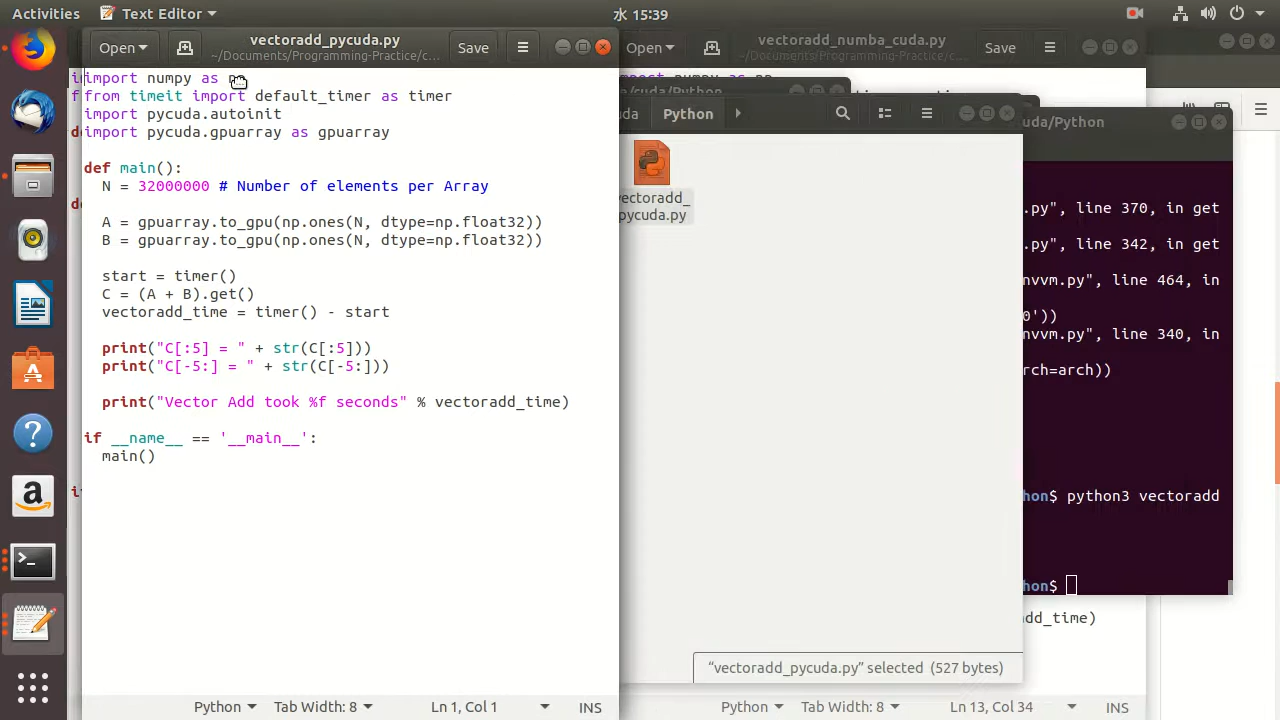 Activities
Text Editor
水 15:39
Open
vectoradd_pycuda.py
~/Documents/Programming-Practice/c...
Save
import numpy as
from timeit import default_timer as timer
import pycuda.autoinit
import pycuda.gpuarray as gpuarray
def main():
N = 32000000 # Number of elements per Array
A = gpuarray.to_gpu(np.ones(N, dtype=np.float32))
B = gpuarray.to_gpu(np.ones(N, dtype=np.float32))
start = timer()
C = (A + B).get()
vectoradd_time = timer() - start
print("C[:5] = " + str(C[:5]))
print("C[-5:] = " + str(C[-5:]))
print("Vector Add took %f seconds" % vectoradd_time)
if __name__ == '__main__':
main()
Python
Tab Width: 8
Ln 1, Col 1
INS
Open
vectoradd_numba_cuda.py
~/Documents/Programming-Practice/c...
Save
/cuda/Python
uda
Python
vectoradd_
pycuda.py
“vectoradd_pycuda.py” selected (527 bytes)
uda/Python
.py", line 370, in get
.py", line 342, in get
nvvm.py", line 464, in
0'))
nvvm.py", line 340, in
rch=arch))
hon$ python3 vectoradd
hon$
dd_time)
Python
Tab Width: 8
Ln 13, Col 34
INS